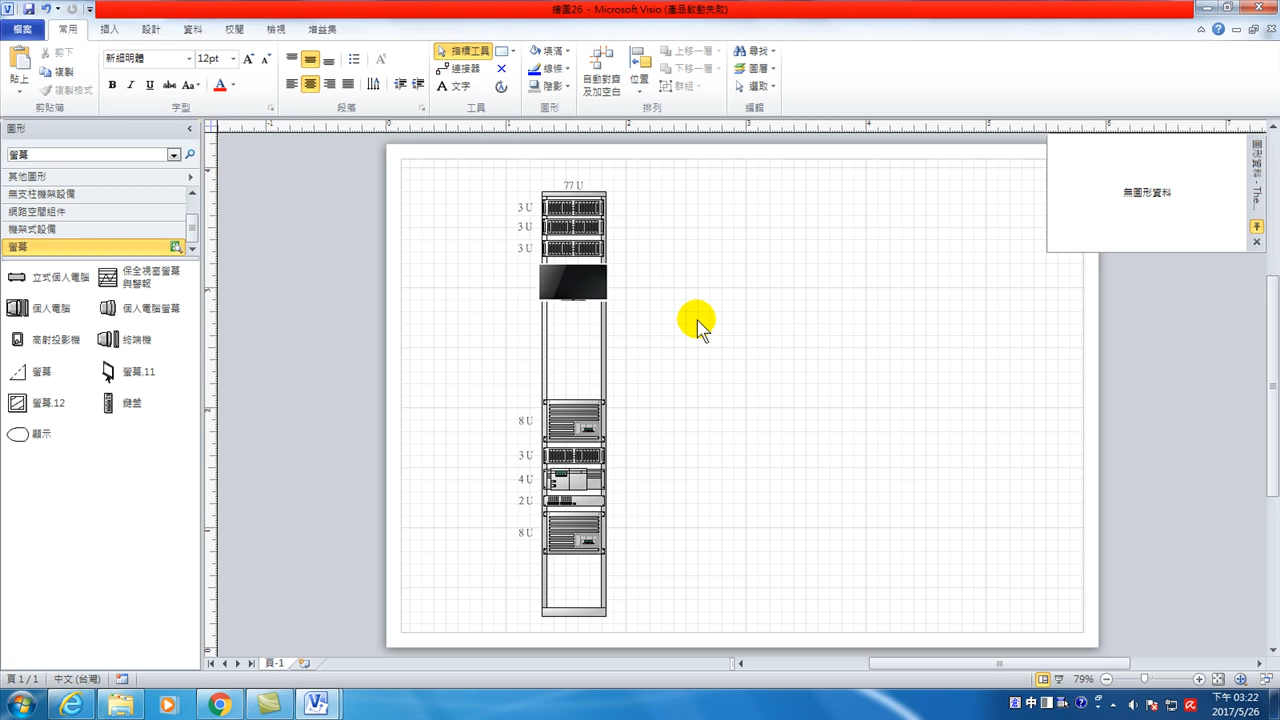 繪圖26 - Microsoft Visio (產品啟動失敗)
檔案 常用 插入 設計 資料 校閱 檢視 增益集
貼上 剪下 複製 複製格式
新細明體 12pt
B I U abc Aa A
指標工具 連接器 文字
填滿 線條 陰影
自動對齊及加空白 位置
上移一層 下移一層 群組
尋找 圖層 選取
剪貼簿 字型 段落 工具 圖形 排列 編輯
圖形
螢幕
其他圖形
無支柱機架設備
網路空間組件
機架式設備
螢幕
立式個人電腦 保全視窗螢幕與警報
個人電腦 個人電腦螢幕
高射投影機 終端機
螢幕 螢幕.11
螢幕.12 鍵盤
顯示
77 U
3 U
3 U
3 U
8 U
3 U
4 U
2 U
8 U
無圖形資料
圖形資料 - The...
頁-1
頁 1 / 1 中文 (台灣) 79%
中
下午 03:22
2017/5/26